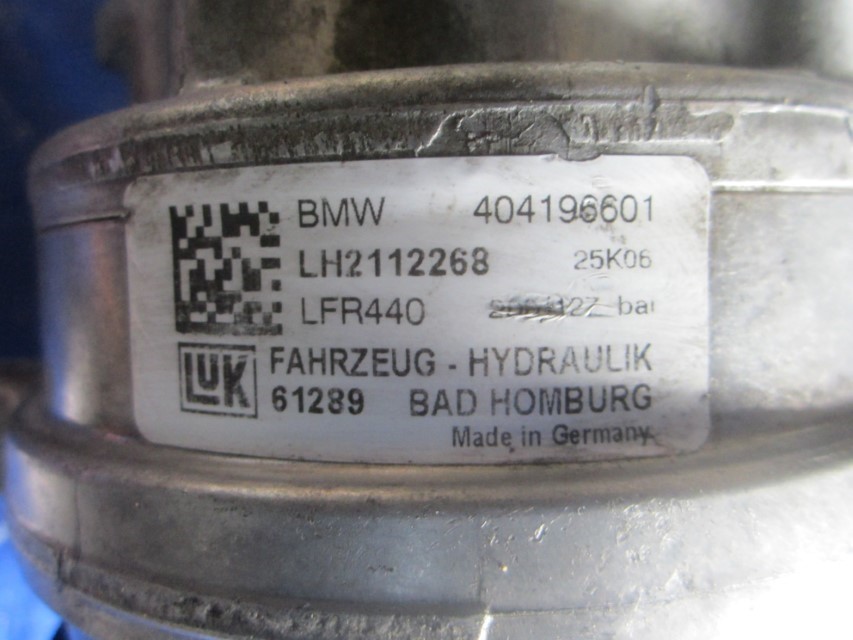 BMW 404196601
LH2112268 25K06
LFR440 bar
LuK FAHRZEUG - HYDRAULIK
61289 BAD HOMBURG
Made in Germany